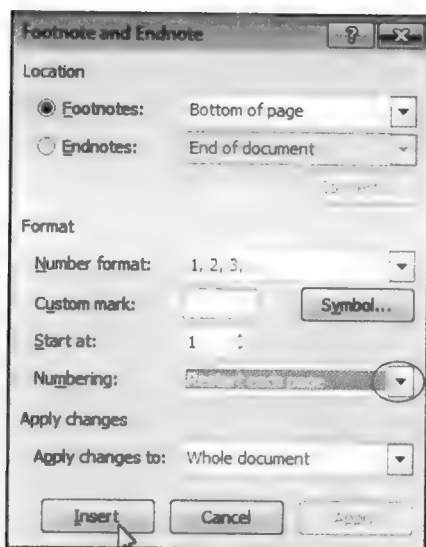 Footnote and Endnote
Location
Footnotes: Bottom of page
Endnotes: End of document
Format
Number format: 1, 2, 3,
Custom mark: Symbol...
Start at: 1
Numbering:
Apply changes
Apply changes to: Whole document
Insert Cancel Apply